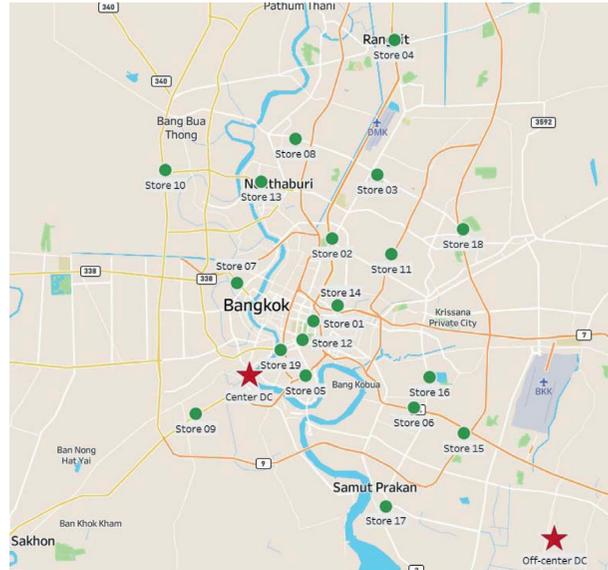 340
Pathum Thani
Rangsit
Store 04
340
Bang Bua
Thong
DMK
3592
Store 08
Store 10
Nonthaburi
Store 13
Store 03
Store 02
Store 18
Store 11
338
338
Store 07
Bangkok
Store 14
Store 01
Krissana
Private City
7
Store 12
Store 19
Center DC
Store 05
Bang Kobua
Store 16
BKK
Store 09
Store 06
Store 15
Ban Nong
Hat Yai
9
Samut Prakan
Store 17
Ban Khok Kham
Sakhon
Off-center DC